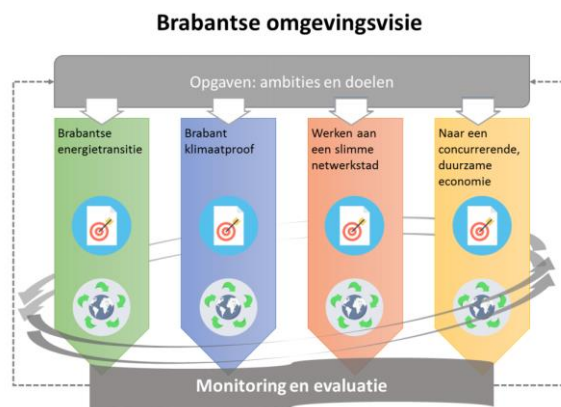 Brabantse omgevingsvisie
Opgaven: ambities en doelen
Brabantse
energietransitie
Brabant
klimaatproof
Werken aan
een slimme
netwerkstad
Naar een
concurrerende,
duurzame
economie
Monitoring en evaluatie